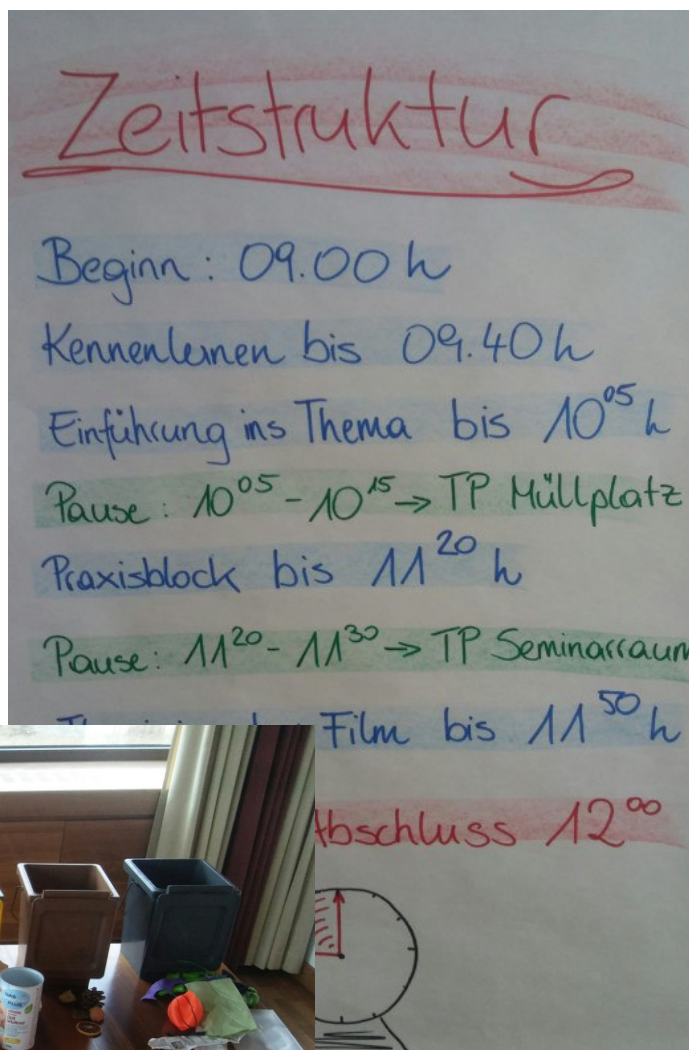 Zeitstruktur
Beginn: 09.00 h
Kennenlernen bis 09.40 h
Einführung ins Thema bis 10⁰⁵ h
Pause: 10⁰⁵ - 10¹⁵ → TP Müllplatz
Praxisblock bis 11²⁰ h
Pause: 11²⁰ - 11³⁰ → TP Seminarraum
Film bis 11⁵⁰ h
Abschluss 12⁰⁰